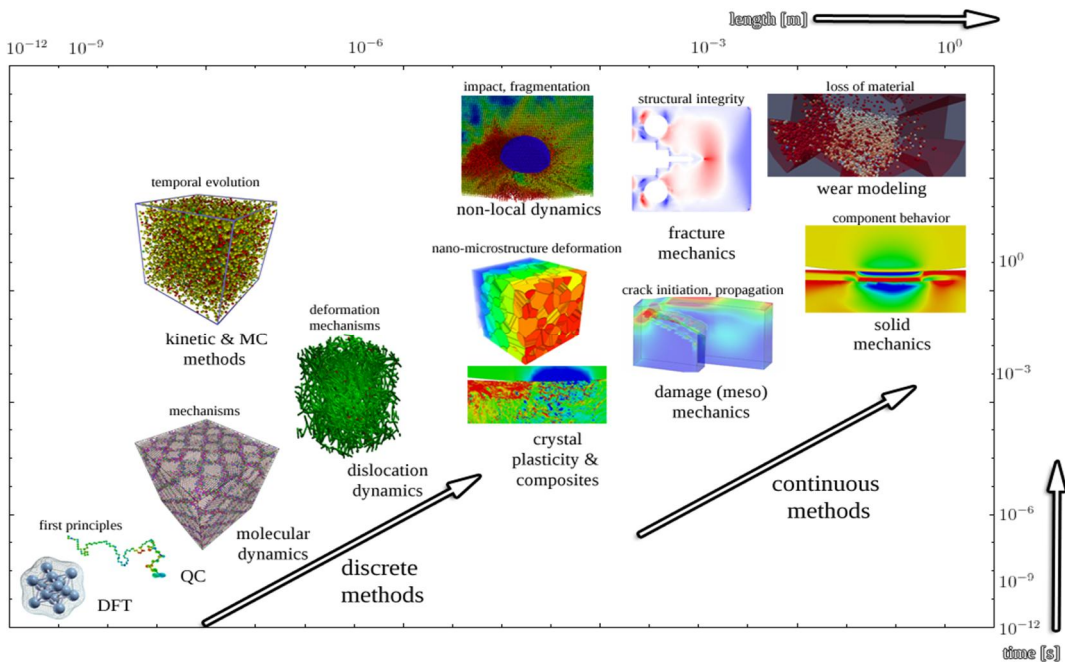 length [m]
10^-12 10^-9 10^-6 10^-3 10^0
impact, fragmentation
non-local dynamics
structural integrity
fracture
mechanics
loss of material
wear modeling
temporal evolution
kinetic & MC
methods
nano-microstructure deformation
crystal
plasticity &
composites
crack initiation, propagation
damage (meso)
mechanics
component behavior
solid
mechanics
deformation
mechanisms
dislocation
dynamics
mechanisms
molecular
dynamics
first principles
QC
DFT
discrete
methods
continuous
methods
10^0
10^-3
10^-6
10^-9
10^-12
time [s]